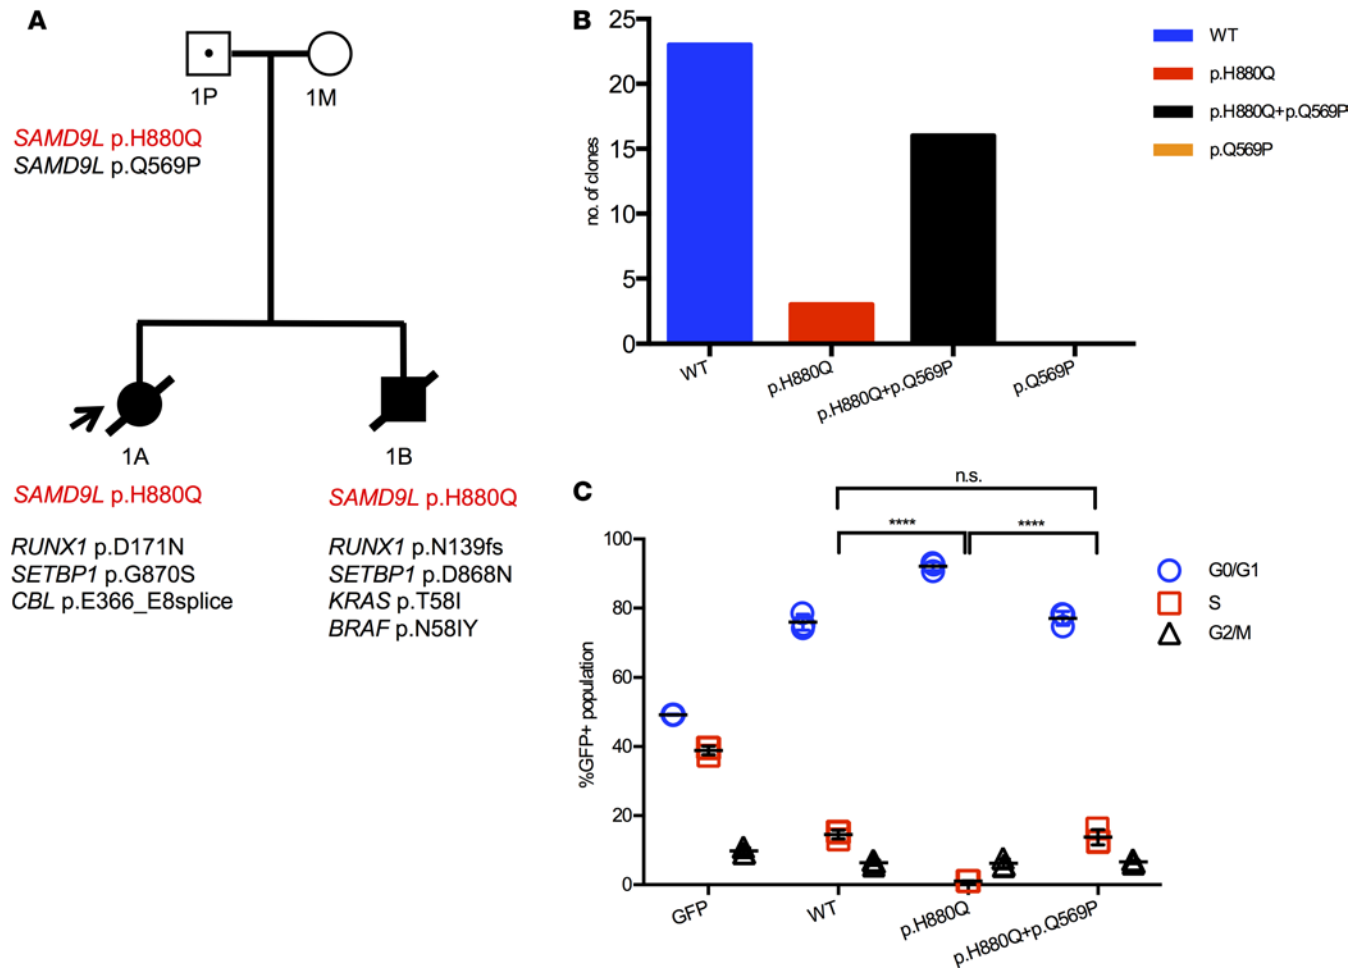 A
1P 1M
SAMD9L p.H880Q
SAMD9L p.Q569P
1A 1B
SAMD9L p.H880Q
RUNX1 p.D171N
SETBP1 p.G870S
CBL p.E366_E8splice
SAMD9L p.H880Q
RUNX1 p.N139fs
SETBP1 p.D868N
KRAS p.T58I
BRAF p.N58IY
B
no. of clones
25
20
15
10
5
0
WT
p.H880Q
p.H880Q+p.Q569P
p.Q569P
WT
p.H880Q
p.H880Q+p.Q569P
p.Q569P
C
n.s.
**** ****
%GFP+ population
100
80
60
40
20
0
GFP
WT
p.H880Q
p.H880Q+p.Q569P
G0/G1
S
G2/M